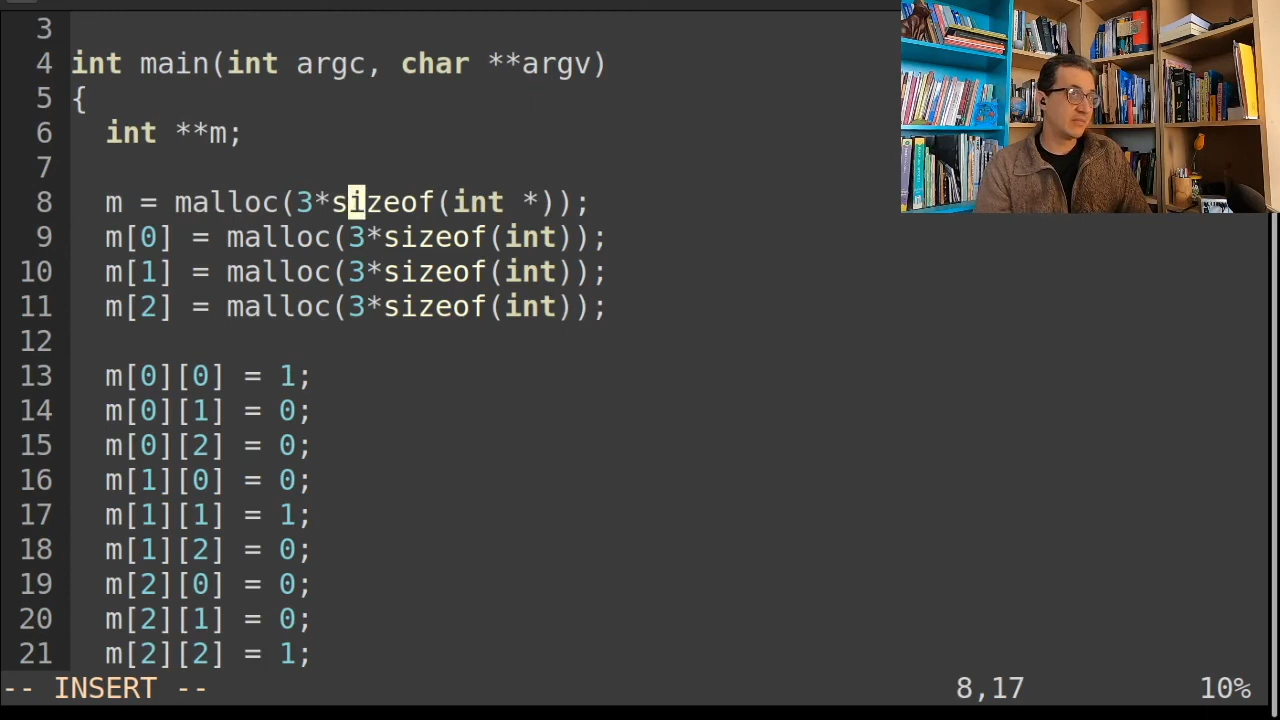 3
4 int main(int argc, char **argv)
5 {
6   int **m;
7
8   m = malloc(3*sizeof(int *));
9   m[0] = malloc(3*sizeof(int));
10   m[1] = malloc(3*sizeof(int));
11   m[2] = malloc(3*sizeof(int));
12
13   m[0][0] = 1;
14   m[0][1] = 0;
15   m[0][2] = 0;
16   m[1][0] = 0;
17   m[1][1] = 1;
18   m[1][2] = 0;
19   m[2][0] = 0;
20   m[2][1] = 0;
21   m[2][2] = 1;
-- INSERT -- 8,17 10%